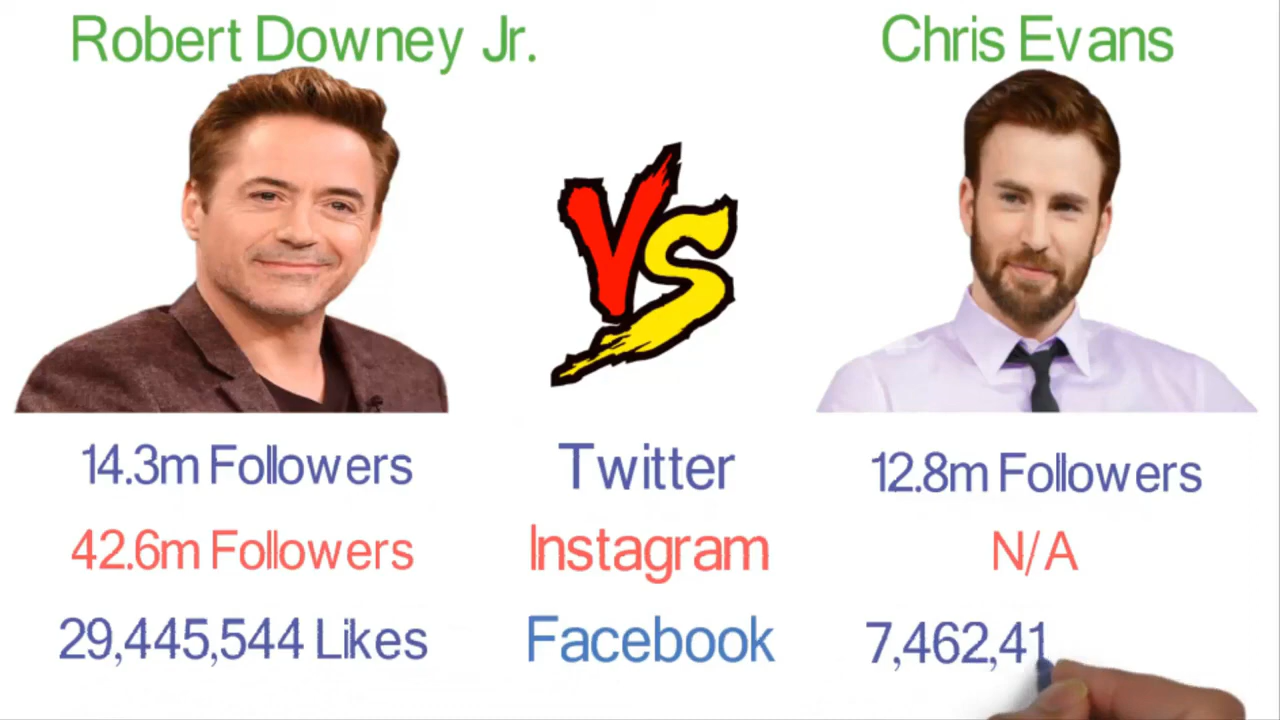 Robert Downey Jr.
Chris Evans
VS
14.3m Followers
Twitter
12.8m Followers
42.6m Followers
Instagram
N/A
29,445,544 Likes
Facebook
7,462,41